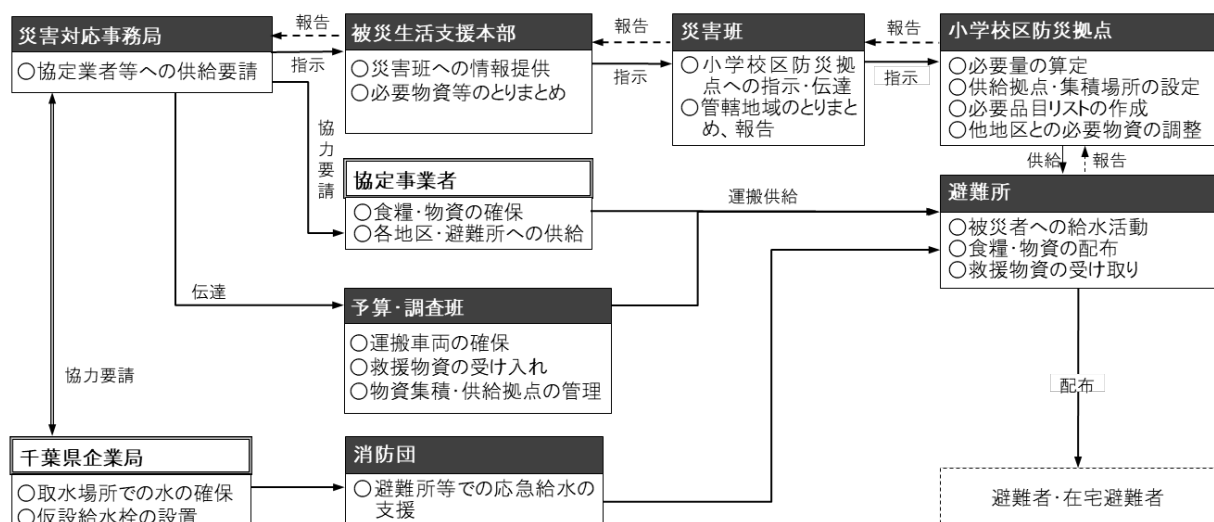 災害対応事務局
○協定業者等への供給要請
報告
指示
被災生活支援本部
○災害班への情報提供
○必要物資等のとりまとめ
報告
指示
災害班
○小学校区防災拠
点への指示・伝達
○管轄地域のとりまと
め、報告
報告
指示
小学校区防災拠点
○必要量の算定
○供給拠点・集積場所の設定
○必要品目リストの作成
○他地区との必要物資の調整
協力要請
供給
報告
協定事業者
○食糧・物資の確保
○各地区・避難所への供給
運搬供給
避難所
○被災者への給水活動
○食糧・物資の配布
○救援物資の受け取り
伝達
予算・調査班
○運搬車両の確保
○救援物資の受け入れ
○物資集積・供給拠点の管理
協力要請
配布
千葉県企業局
○取水場所での水の確保
○仮設給水栓の設置
消防団
○避難所等での応急給水の
支援
避難者・在宅避難者